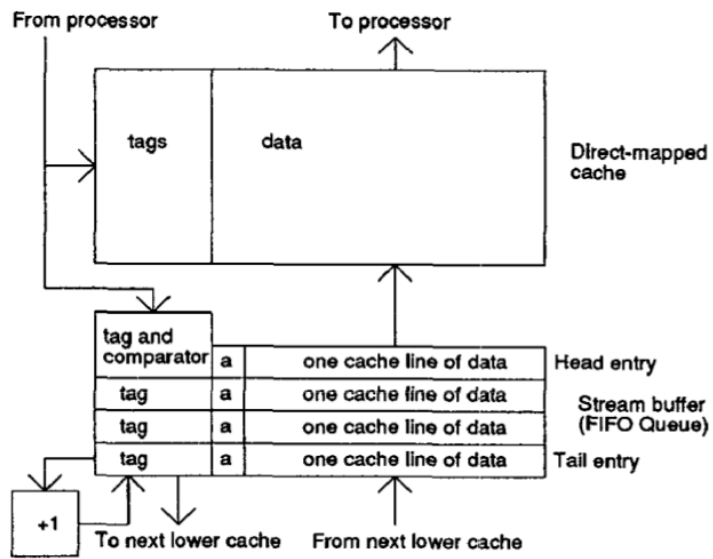 From processor
To processor
tags
data
Direct-mapped
cache
tag and
comparator
a
one cache line of data
Head entry
tag
a
one cache line of data
Stream buffer
(FIFO Queue)
tag
a
one cache line of data
tag
a
one cache line of data
Tail entry
+1
To next lower cache
From next lower cache